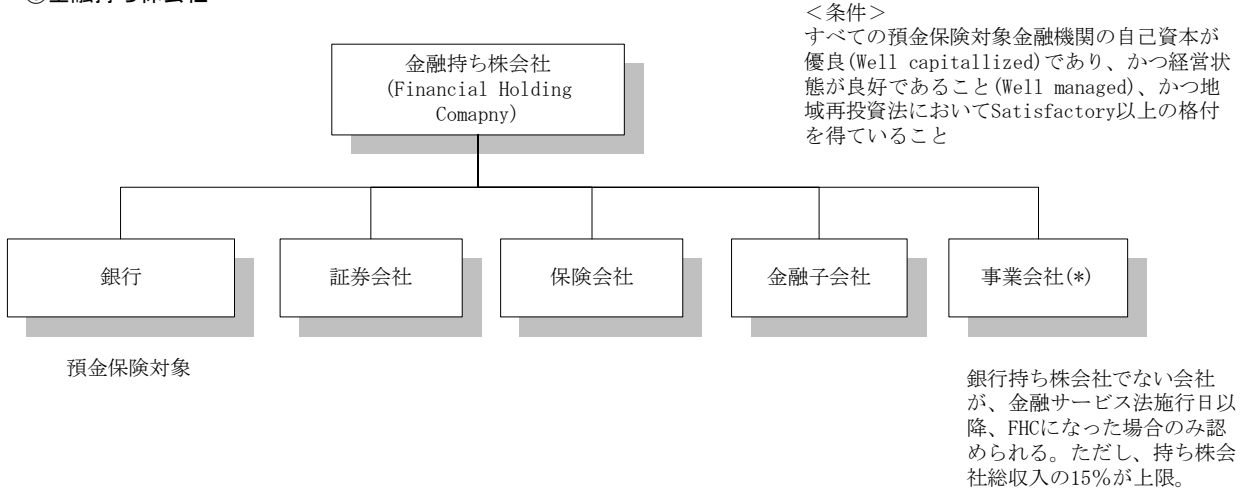 ＜条件＞
すべての預金保険対象金融機関の自己資本が
優良(Well capitallized)であり、かつ経営状
態が良好であること(Well managed)、かつ地
域再投資法においてSatisfactory以上の格付
を得ていること
金融持ち株会社
(Financial Holding
Comapny)
銀行
証券会社
保険会社
金融子会社
事業会社(*)
預金保険対象
銀行持ち株会社でない会社
が、金融サービス法施行日以
降、FHCになった場合のみ認
められる。ただし、持ち株会
社総収入の15％が上限。